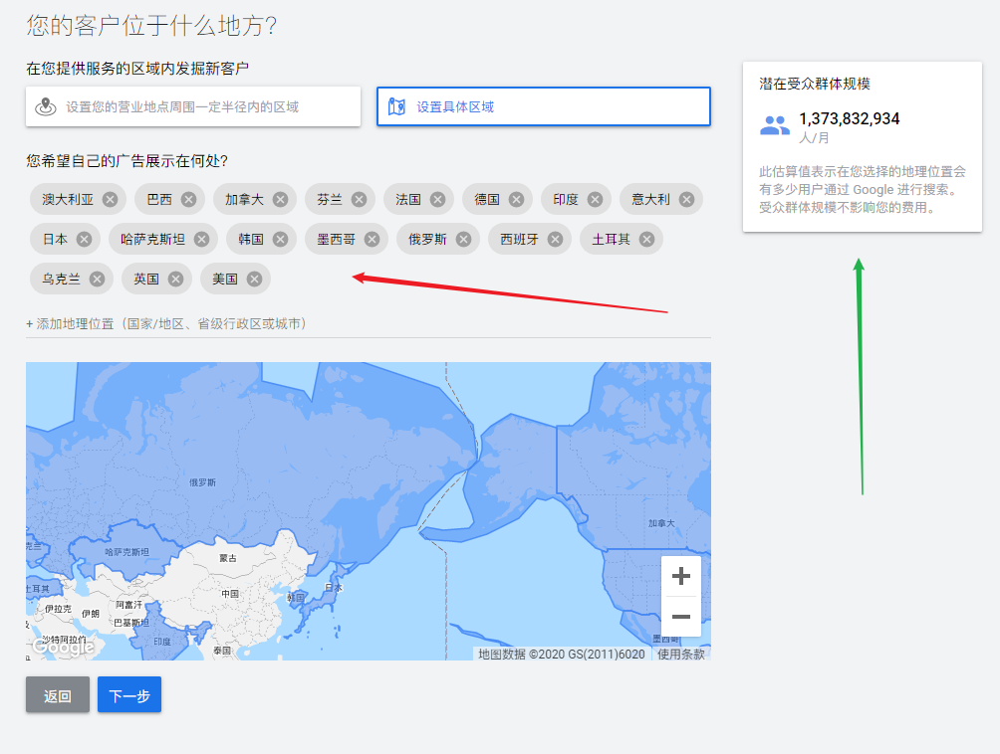 您的客户位于什么地方?
在您提供服务的区域内发掘新客户
设置您的营业地点周围一定半径内的区域
设置具体区域
您希望自己的广告展示在何处?
澳大利亚 巴西 加拿大 芬兰 法国 德国 印度 意大利
日本 哈萨克斯坦 韩国 墨西哥 俄罗斯 西班牙 土耳其
乌克兰 英国 美国
+ 添加地理位置（国家/地区、省级行政区或城市）
潜在受众群体规模
1,373,832,934
人/月
此估算值表示在您选择的地理位置会
有多少用户通过 Google 进行搜索。
受众群体规模不影响您的费用。
俄罗斯
加拿大
克兰
哈萨克斯坦
蒙古
土耳其
日本
中国
韩国
伊拉克
伊朗
阿富汗
巴基斯坦
印度
墨西哥
沙特阿拉伯
Google
泰国
地图数据 ©2020 GS(2011)6020 使用条款
返回
下一步